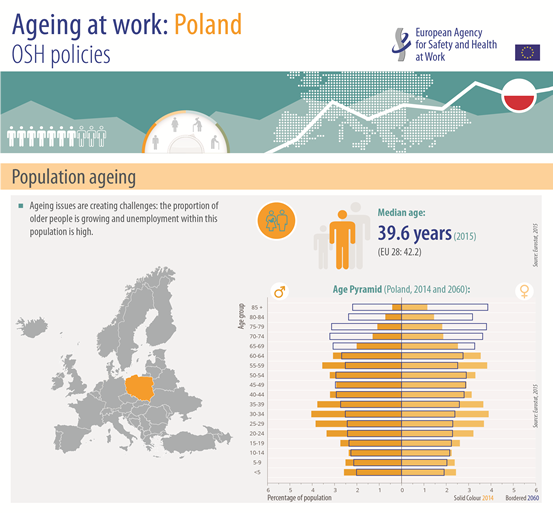 Ageing at work: Poland
OSH policies
European Agency
for Safety and Health
at Work
Population ageing
Ageing issues are creating challenges: the proportion of
older people is growing and unemployment within this
population is high.
Median age:
39.6 years (2015)
(EU 28: 42.2)
Source: Eurostat, 2015
Age Pyramid (Poland, 2014 and 2060):
Age group
85 +
80-84
75-79
70-74
65-69
60-64
55-59
50-54
45-49
40-44
35-39
30-34
25-29
20-24
15-19
10-14
5-9
<5
Source: Eurostat, 2015
6 5 4 3 2 1 0 1 2 3 4 5 6
Percentage of population
Solid Colour 2014
Bordered 2060